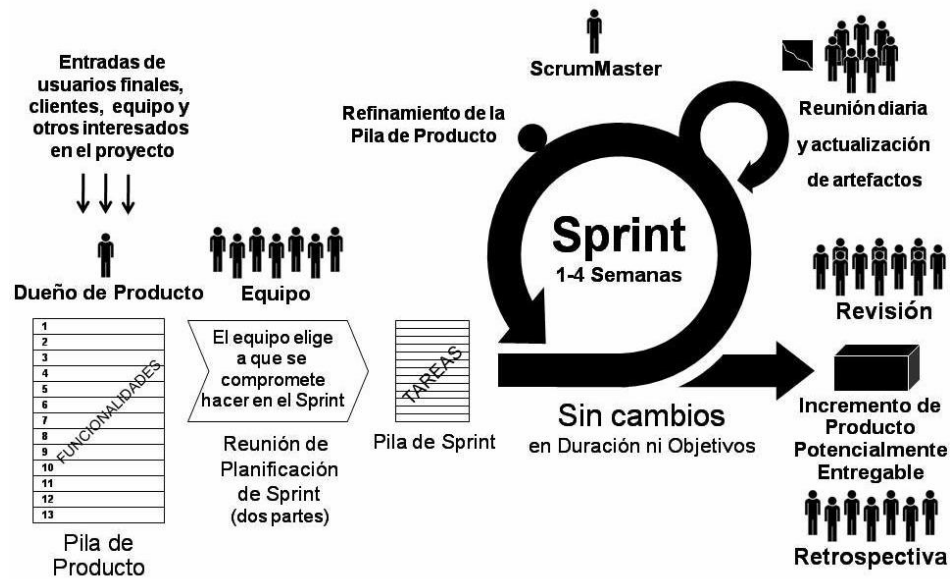 Entradas de
usuarios finales,
clientes, equipo y
otros interesados
en el proyecto
Dueño de Producto
1
2
3
4
5
6
7
8
9
10
11
12
13
FUNCIONALIDADES
Pila de
Producto
Equipo
El equipo elige
a que se
compromete
hacer en el Sprint
Reunión de
Planificación
de Sprint
(dos partes)
TAREAS
Pila de Sprint
Refinamiento de la
Pila de Producto
ScrumMaster
Sprint
1-4 Semanas
Sin cambios
en Duración ni Objetivos
Reunión diaria
y actualización
de artefactos
Revisión
Incremento de
Producto
Potencialmente
Entregable
Retrospectiva